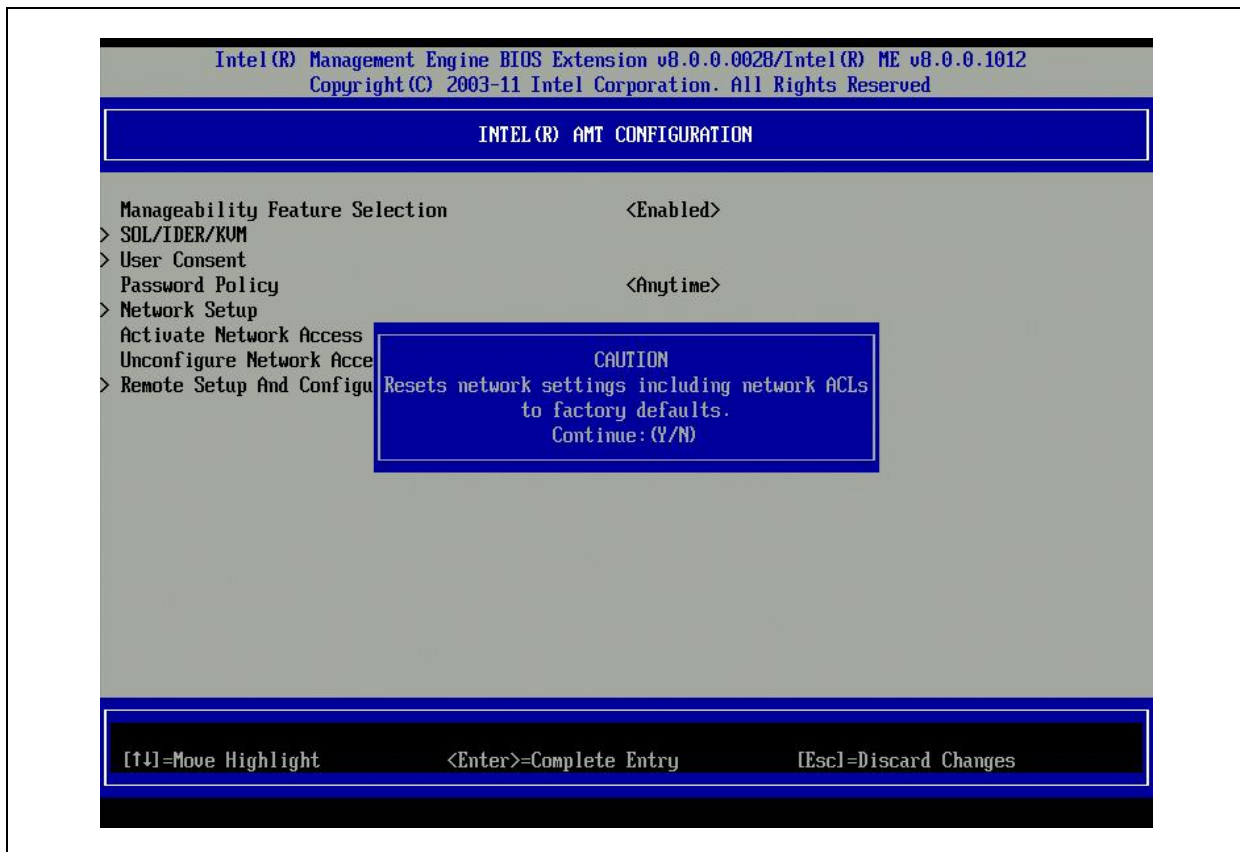 Intel(R) Management Engine BIOS Extension v8.0.0.0028/Intel(R) ME v8.0.0.1012
Copyright(C) 2003-11 Intel Corporation. All Rights Reserved
INTEL(R) AMT CONFIGURATION
Manageability Feature Selection <Enabled>
> SOL/IDER/KVM
> User Consent
Password Policy <Anytime>
> Network Setup
Activate Network Access
Unconfigure Network Acce
> Remote Setup And Configu
CAUTION
Resets network settings including network ACLs
to factory defaults.
Continue:(Y/N)
[↑↓]=Move Highlight <Enter>=Complete Entry [Esc]=Discard Changes